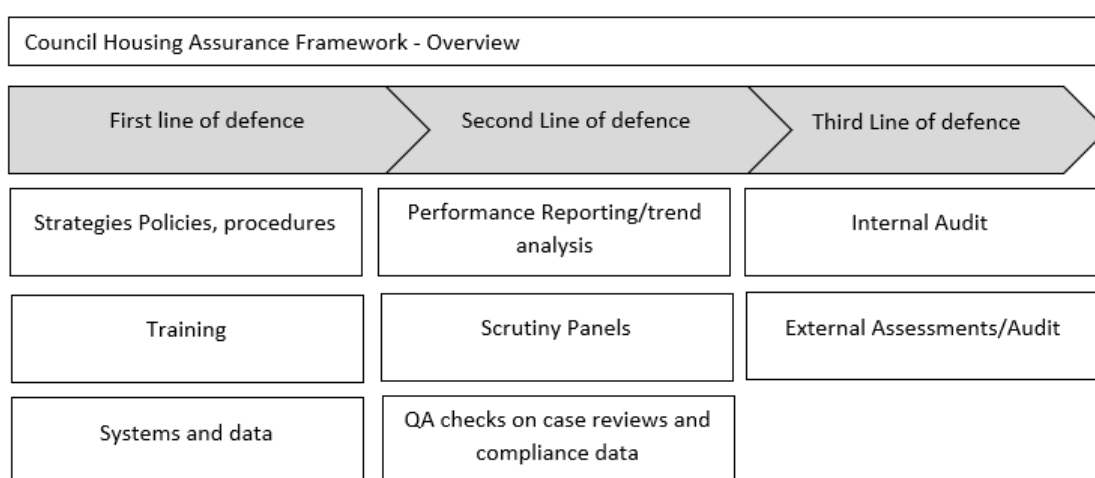 Council Housing Assurance Framework - Overview
First line of defence
Second Line of defence
Third Line of defence
Strategies Policies, procedures
Performance Reporting/trend
analysis
Internal Audit
Training
Scrutiny Panels
External Assessments/Audit
Systems and data
QA checks on case reviews and
compliance data